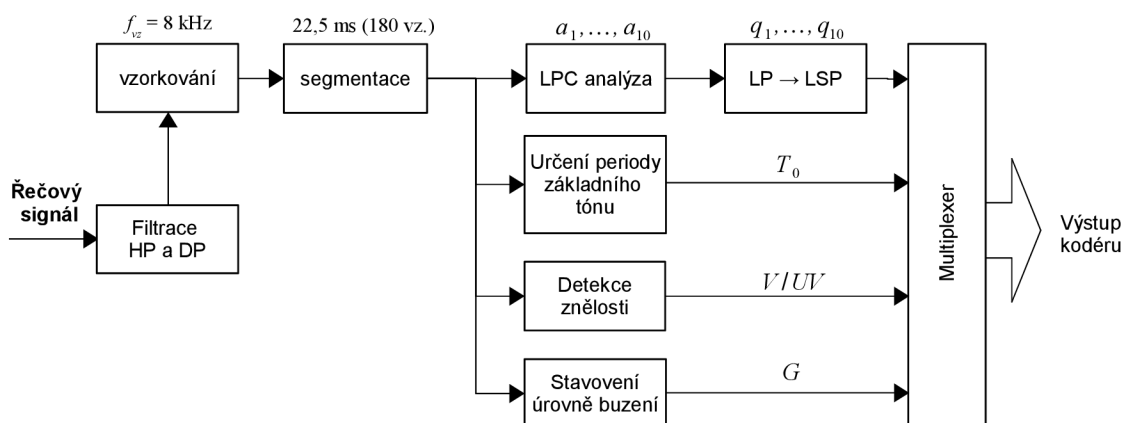 f_vz = 8 kHz
22,5 ms (180 vz.)
a_1, …, a_10
q_1, …, q_10
vzorkování
segmentace
LPC analýza
LP → LSP
Řečový
signál
Filtrace
HP a DP
Určení periody
základního
tónu
T_0
Detekce
znělosti
V/UV
Stavovení
úrovně buzení
G
Multiplexer
Výstup
kodéru